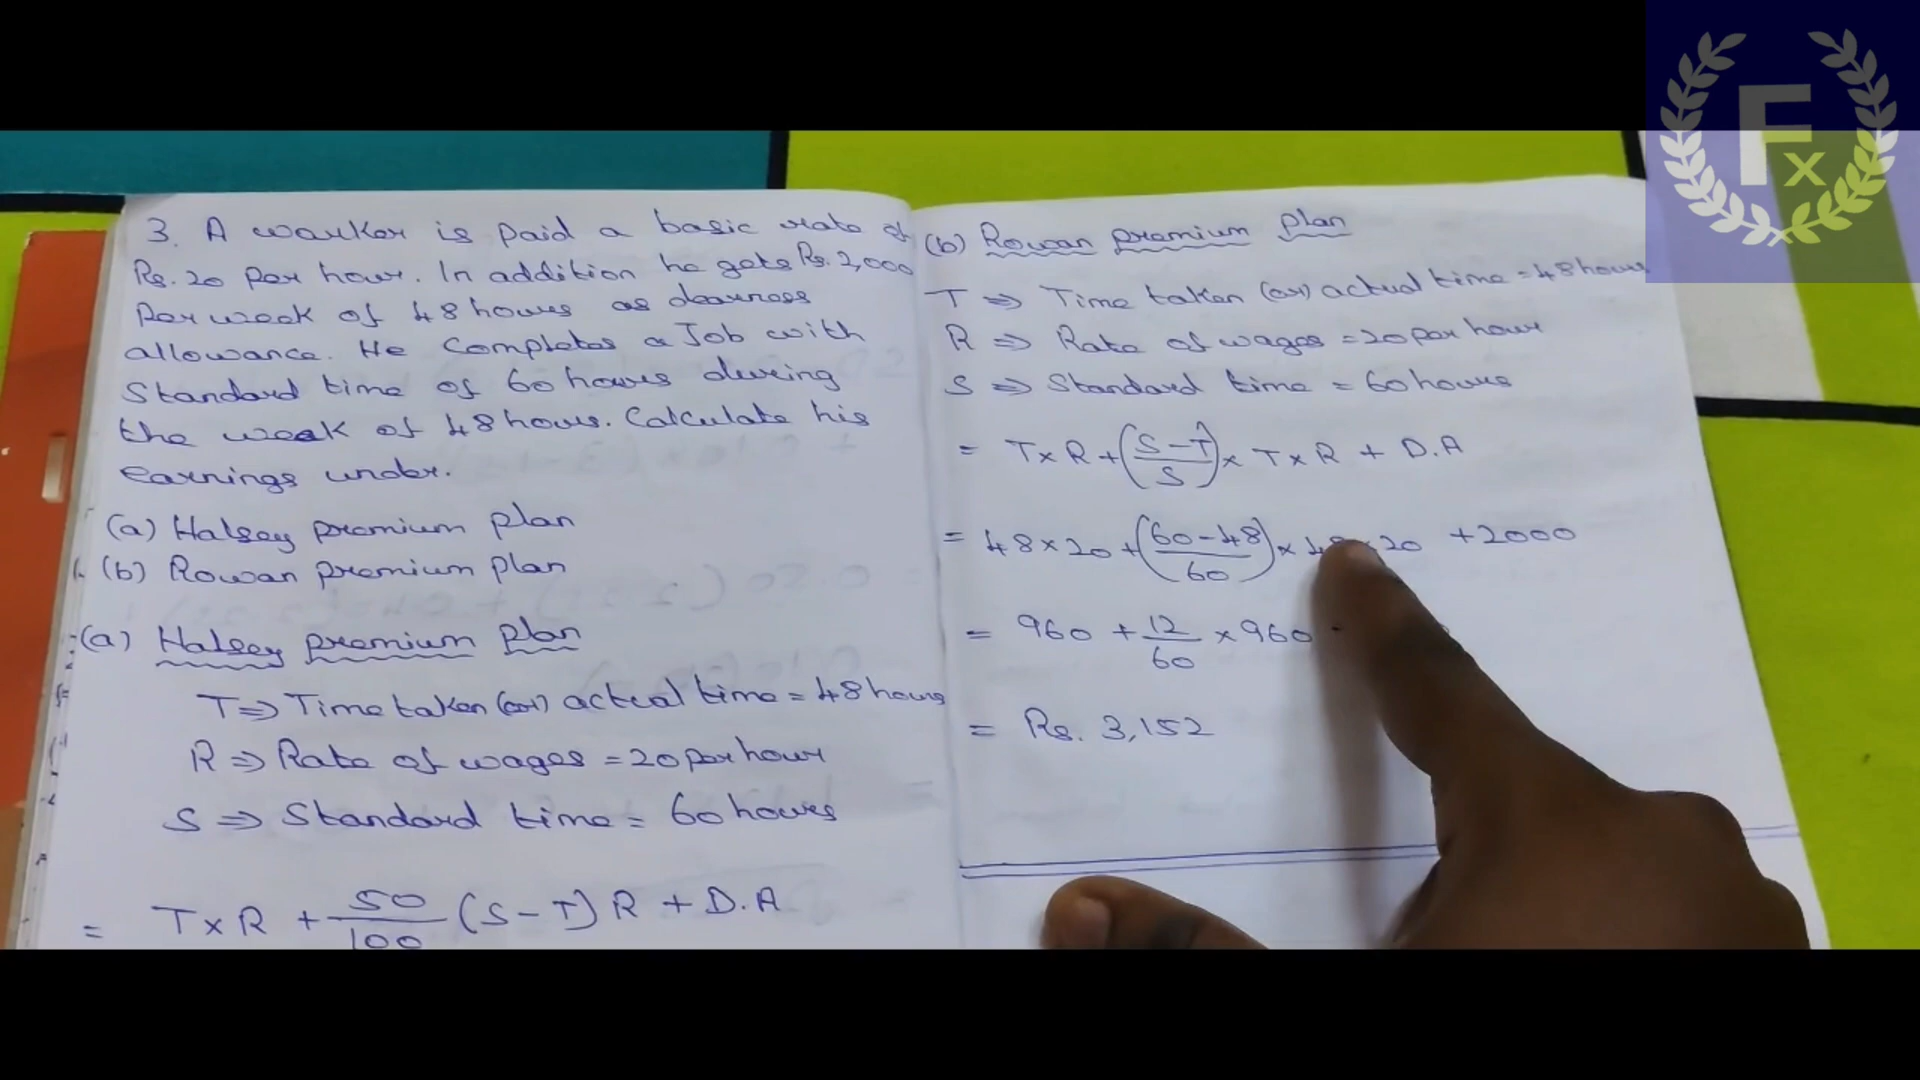 3. A worker is paid a basic rate of
Rs. 20 per hour. In addition he gets Rs. 2,000
per week of 48 hours as dearness
allowance. He completes a Job with
Standard time of 60 hours during
the week of 48 hours. Calculate his
earnings under.
(a) Halsey premium plan
(b) Rowan premium plan
(a) Halsey premium plan
T ⇒ Time taken (or) actual time = 48 hours
R ⇒ Rate of wages = 20 per hour
S ⇒ Standard time = 60 hours
= T × R + 50/100 (S - T) R + D.A
(b) Rowan premium plan
T ⇒ Time taken (or) actual time = 48 hours
R ⇒ Rate of wages = 20 per hour
S ⇒ Standard time = 60 hours
= T × R + (S - T / S) × T × R + D.A
= 48 × 20 + (60 - 48 / 60) × 48 × 20 + 2000
= 960 + 12/60 × 960
= Rs. 3,152
Fx